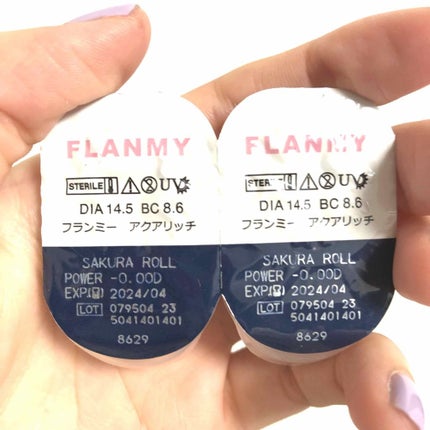 FLANMY
STERILE UV
DIA 14.5 BC 8.6
フランミー アクアリッチ
SAKURA ROLL
POWER -0.00D
EXP 2024/04
LOT 079504 23
5041401401
8629
FLANMY
STERILE UV
DIA 14.5 BC 8.6
フランミー アクアリッチ
SAKURA ROLL
POWER -0.00D
EXP 2024/04
LOT 079504 23
5041401401
8629